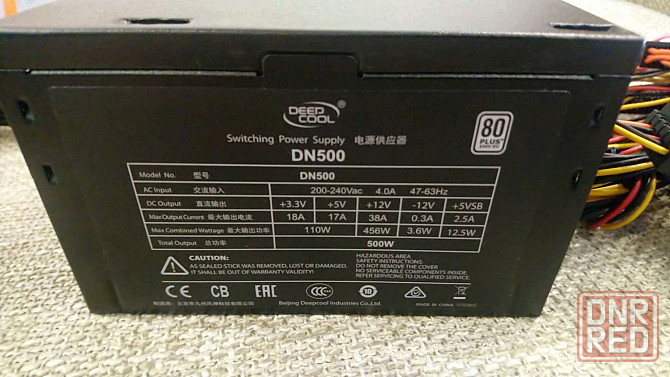 DEEP
COOL ®
80
PLUS
Switching Power Supply 电源供应器
DN500
Model No. 型号 DN500
AC Input 交流输入 200-240Vac 4.0A 47-63Hz
DC Output 直流输出 +3.3V +5V +12V -12V +5VSB
Max Output Current 最大输出电流 18A 17A 38A 0.3A 2.5A
Max Combined Wattage 最大输出功率 110W 456W 3.6W 12.5W
Total Output 总功率 500W
CAUTION:
AS SEALED STICK WAS REMOVED, LOST OR DAMAGED,
IT SHALL BE OUT OF WARRANTY.
HAZARDOUS AREA
SAFETY INSTRUCTIONS.
DO NOT REMOVE THE COVER
NO SERVICEABLE COMPONENTS INSIDE
REFER SERVICING TO QUALIFIED
CE CB EAC CCC 10
MADE IN CHINA
Beijing Deepcool Industries Co.,Ltd.
DNR
RED